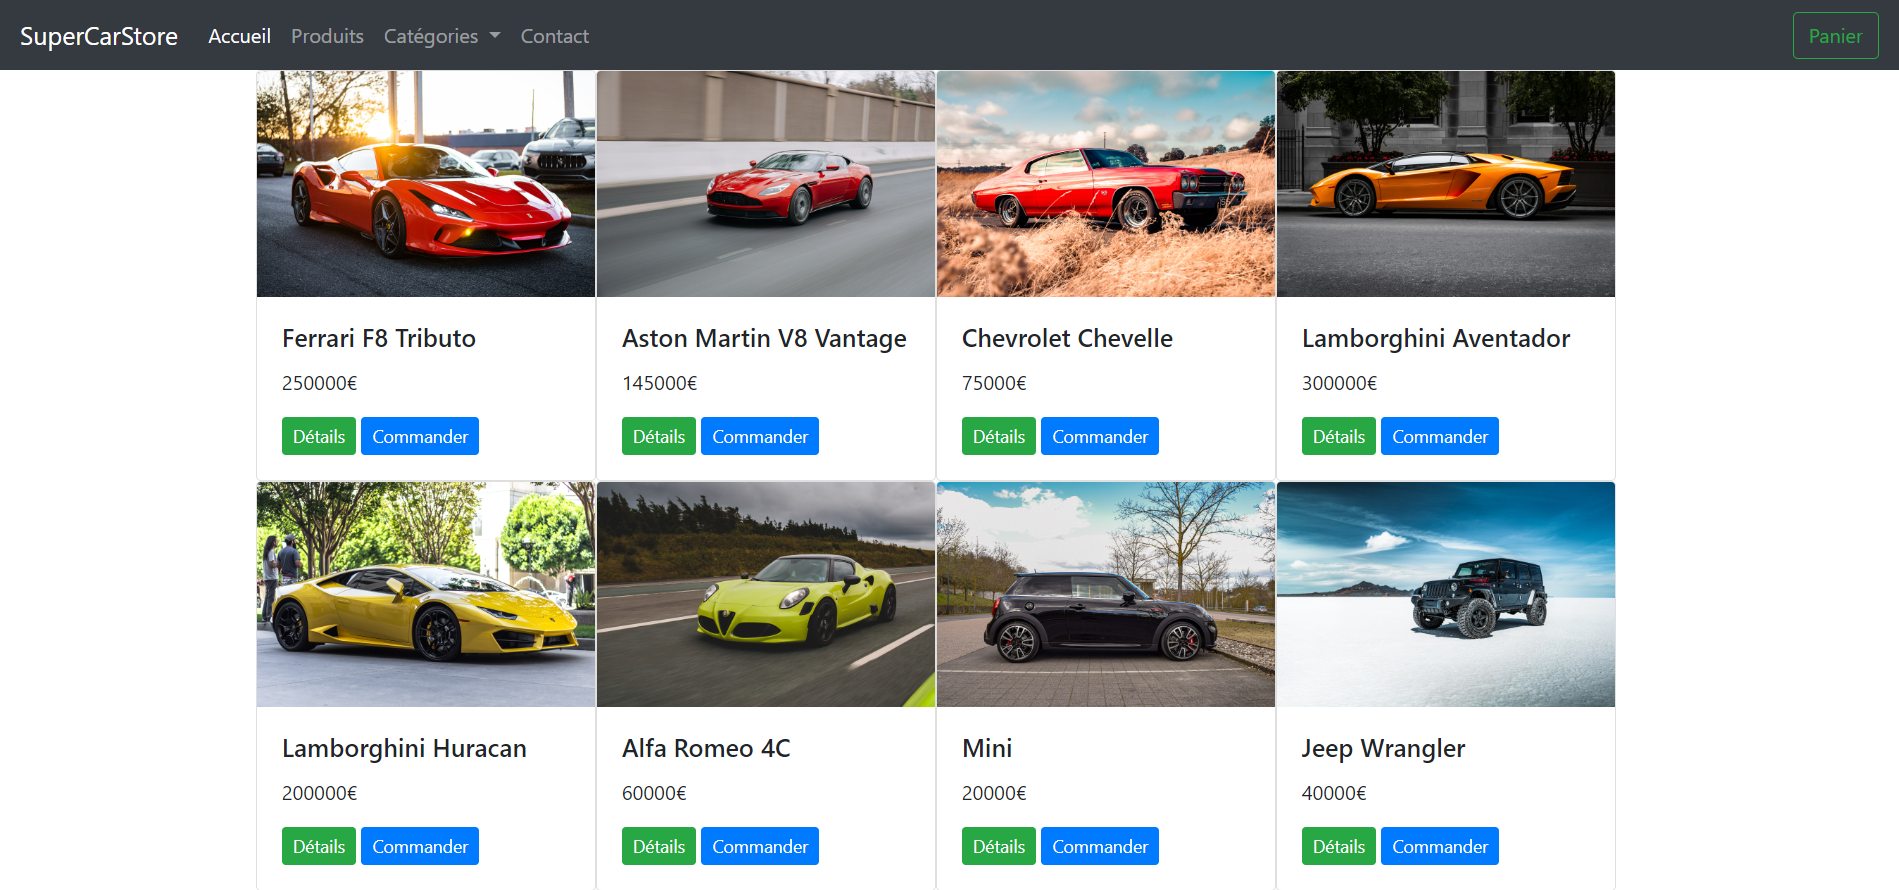 SuperCarStore Accueil Produits Catégories Contact Panier
Ferrari F8 Tributo
250000€
Détails Commander
Aston Martin V8 Vantage
145000€
Détails Commander
Chevrolet Chevelle
75000€
Détails Commander
Lamborghini Aventador
300000€
Détails Commander
Lamborghini Huracan
200000€
Détails Commander
Alfa Romeo 4C
60000€
Détails Commander
Mini
20000€
Détails Commander
Jeep Wrangler
40000€
Détails Commander